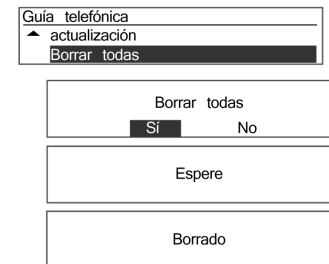 Guía telefónica
actualización
Borrar todas
Borrar todas
Sí No
Espere
Borrado